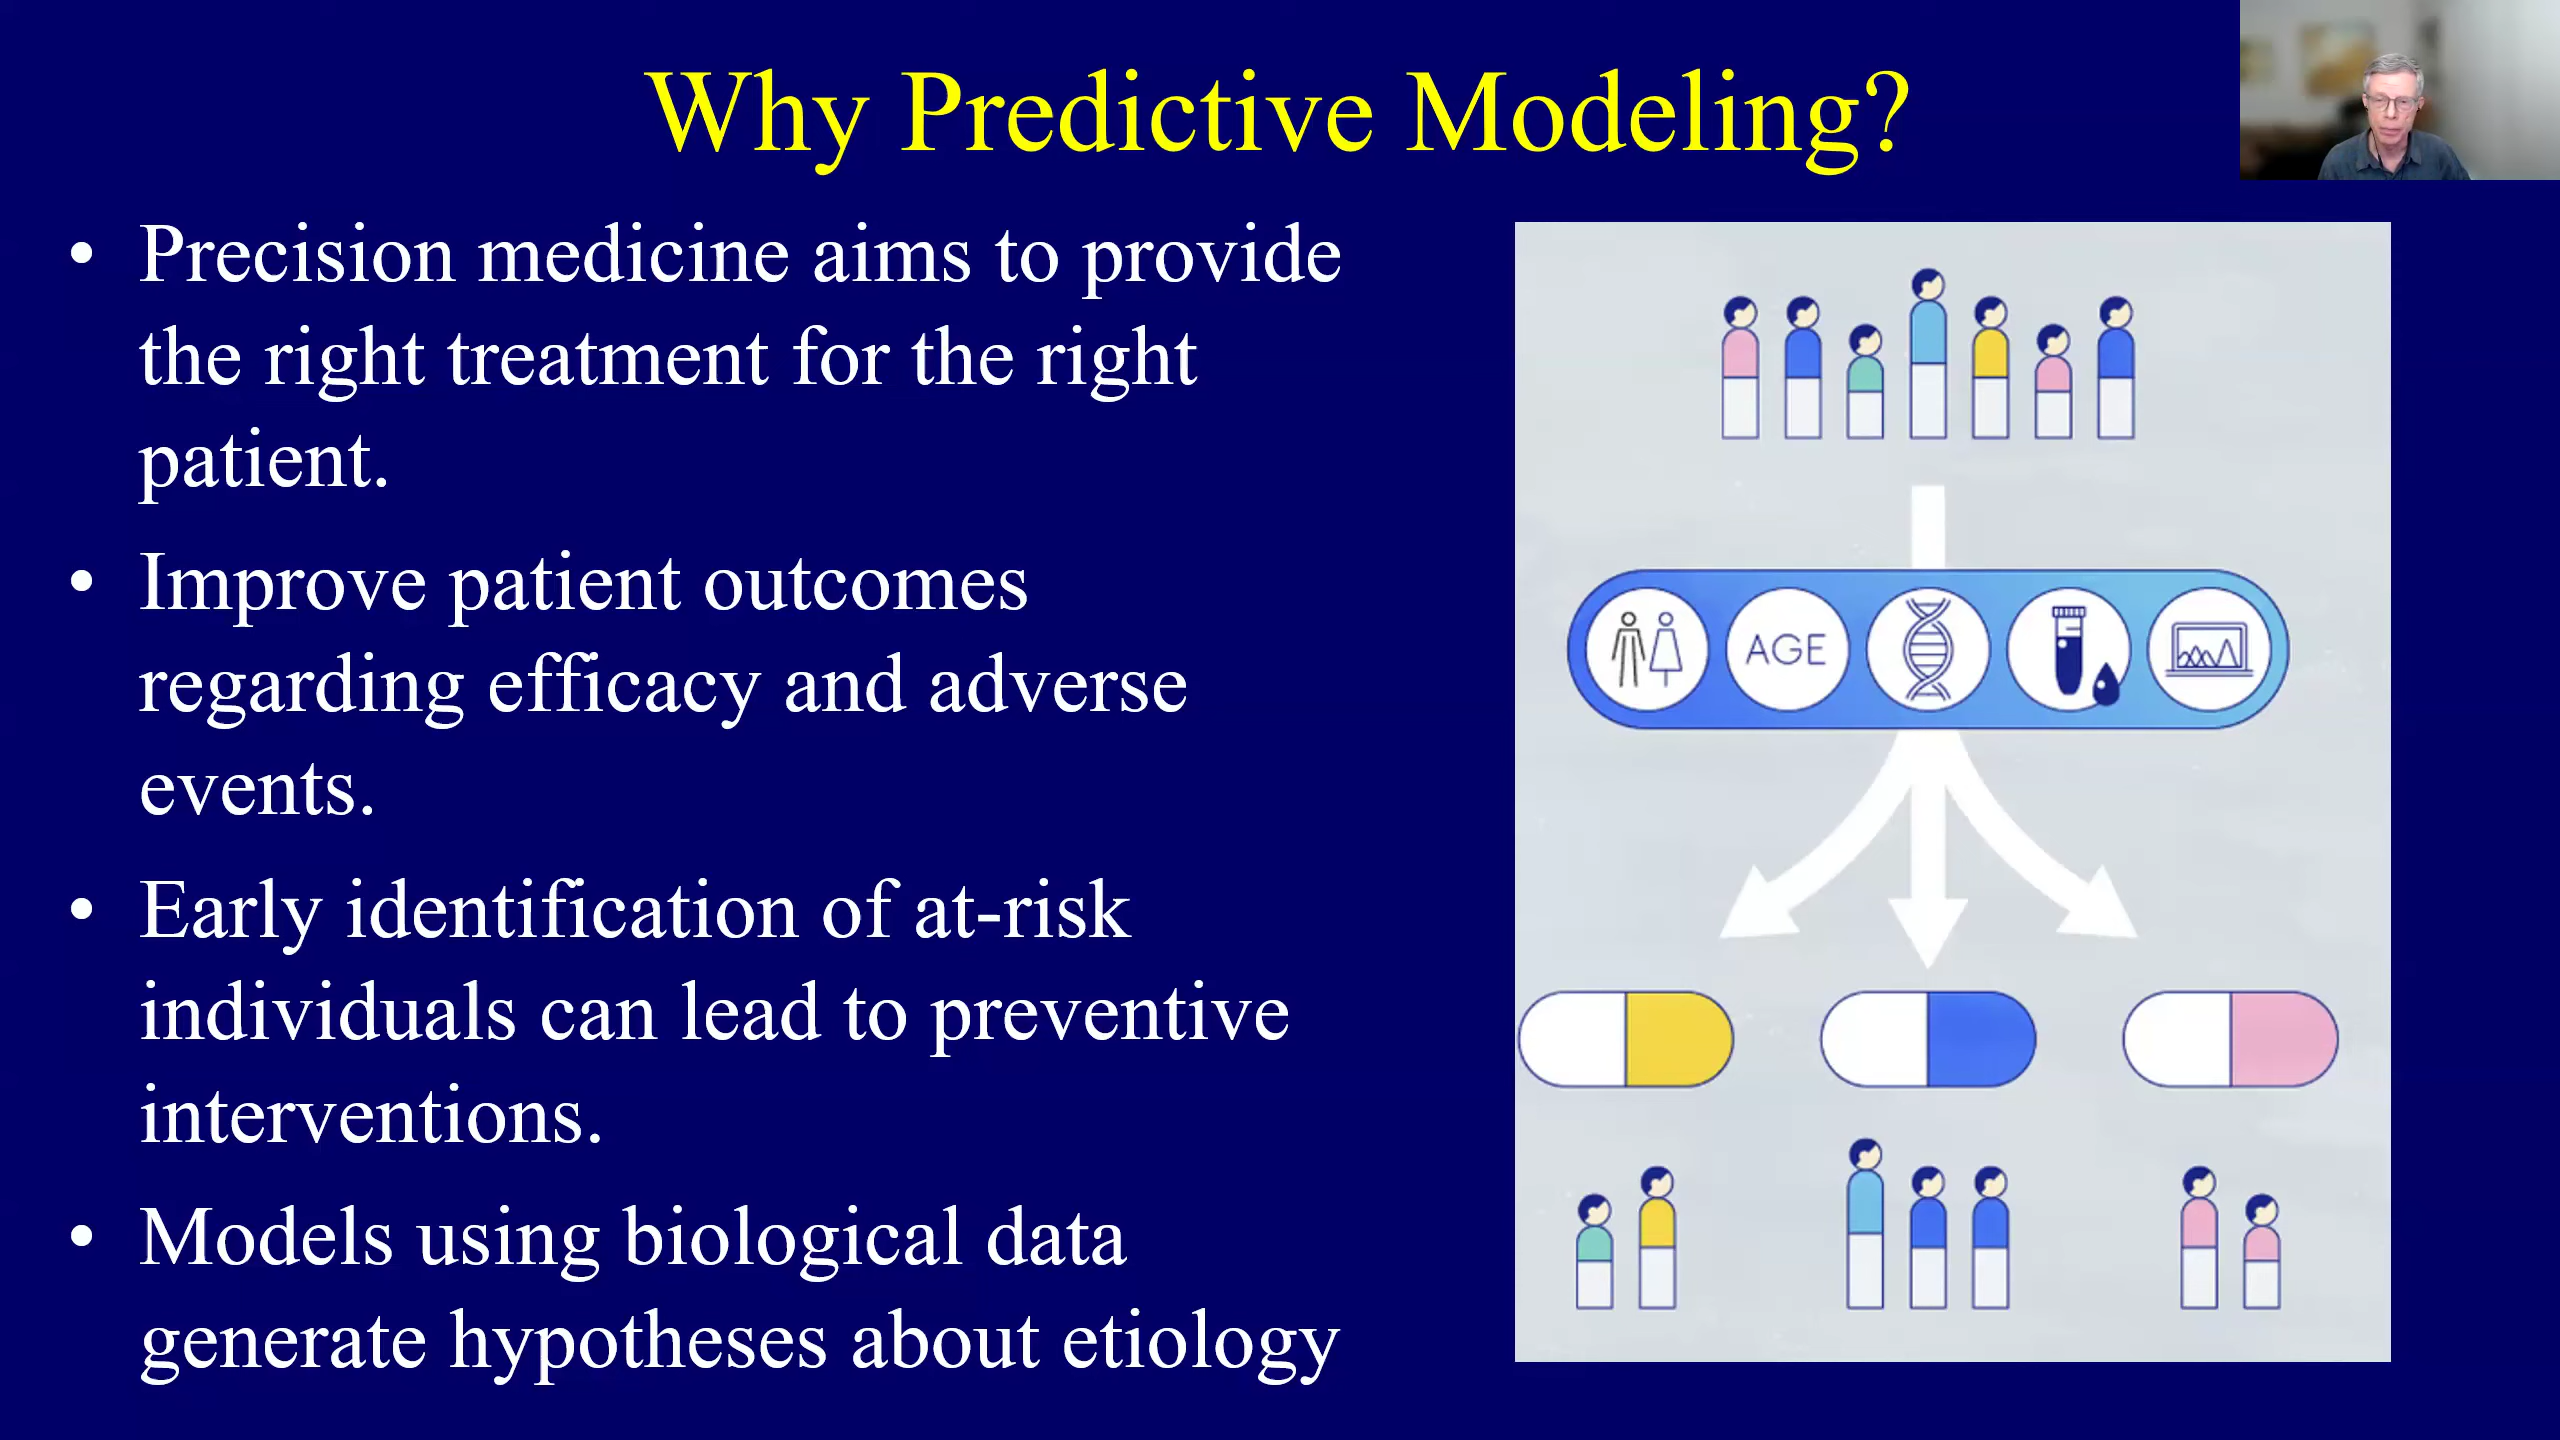 Why Predictive Modeling?
• Precision medicine aims to provide
the right treatment for the right
patient.
• Improve patient outcomes
regarding efficacy and adverse
events.
• Early identification of at-risk
individuals can lead to preventive
interventions.
• Models using biological data
generate hypotheses about etiology
AGE